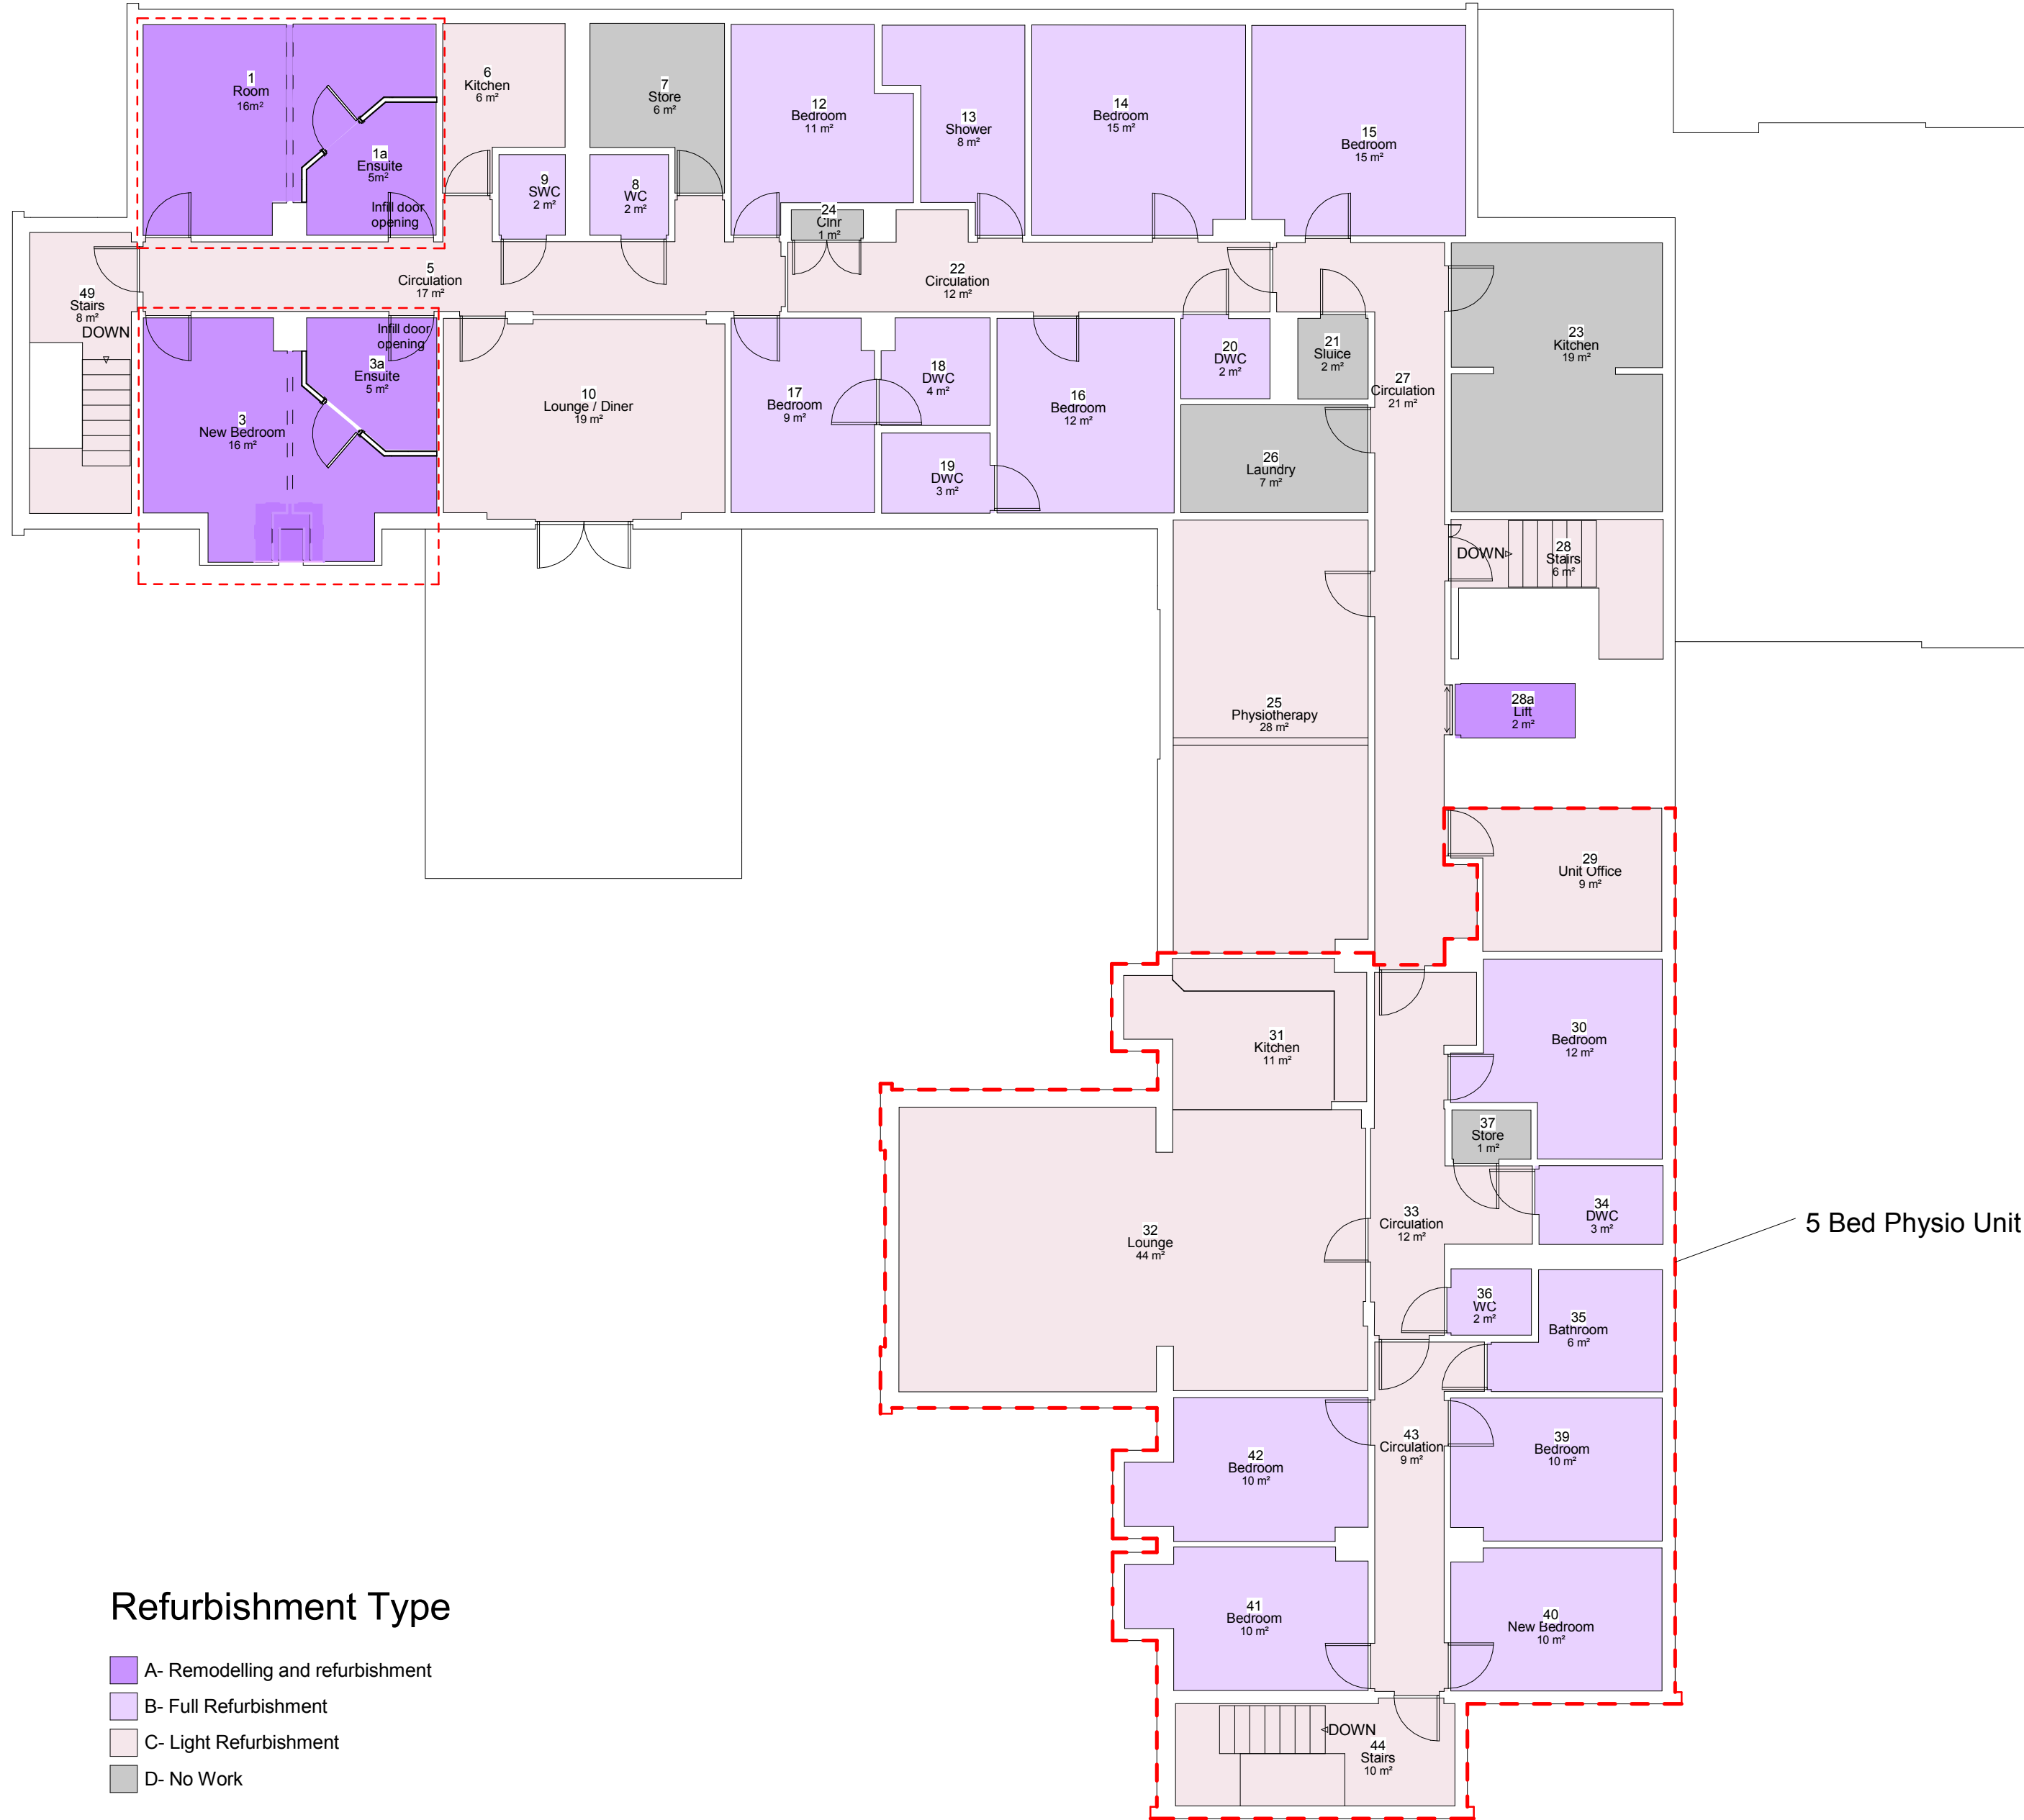 1
Room
16m²
1a
Ensuite
5m²
Infill door
opening
6
Kitchen
6 m²
7
Store
6 m²
9
SWC
2 m²
8
WC
2 m²
12
Bedroom
11 m²
13
Shower
8 m²
14
Bedroom
15 m²
15
Bedroom
15 m²
24
Clnr
1 m²
49
Stairs
8 m²
DOWN
5
Circulation
17 m²
22
Circulation
12 m²
23
Kitchen
19 m²
Infill door
opening
3a
Ensuite
5 m²
3
New Bedroom
16 m²
10
Lounge / Diner
19 m²
17
Bedroom
9 m²
18
DWC
4 m²
19
DWC
3 m²
16
Bedroom
12 m²
20
DWC
2 m²
21
Sluice
2 m²
27
Circulation
21 m²
26
Laundry
7 m²
DOWN
28
Stairs
6 m²
25
Physiotherapy
28 m²
28a
Lift
2 m²
29
Unit Office
9 m²
31
Kitchen
11 m²
30
Bedroom
12 m²
37
Store
1 m²
32
Lounge
44 m²
33
Circulation
12 m²
34
DWC
3 m²
5 Bed Physio Unit
36
WC
2 m²
35
Bathroom
6 m²
42
Bedroom
10 m²
43
Circulation
9 m²
39
Bedroom
10 m²
41
Bedroom
10 m²
40
New Bedroom
10 m²
DOWN
44
Stairs
10 m²
Refurbishment Type
A- Remodelling and refurbishment
B- Full Refurbishment
C- Light Refurbishment
D- No Work